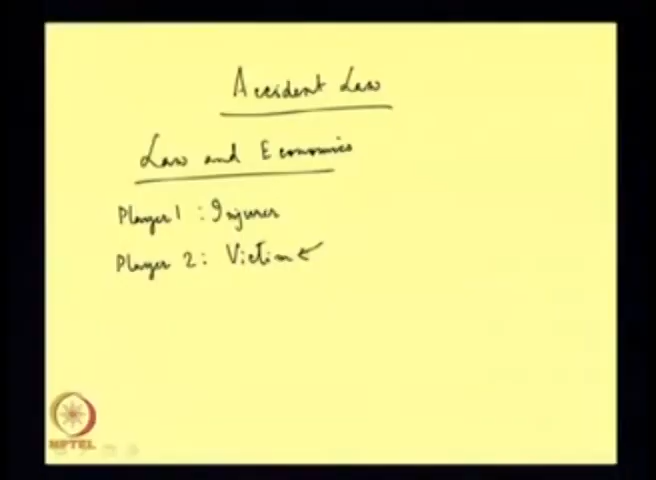 Accident Law
Law and Economics
Player 1 : Injurer
Player 2 : Victim
NPTEL